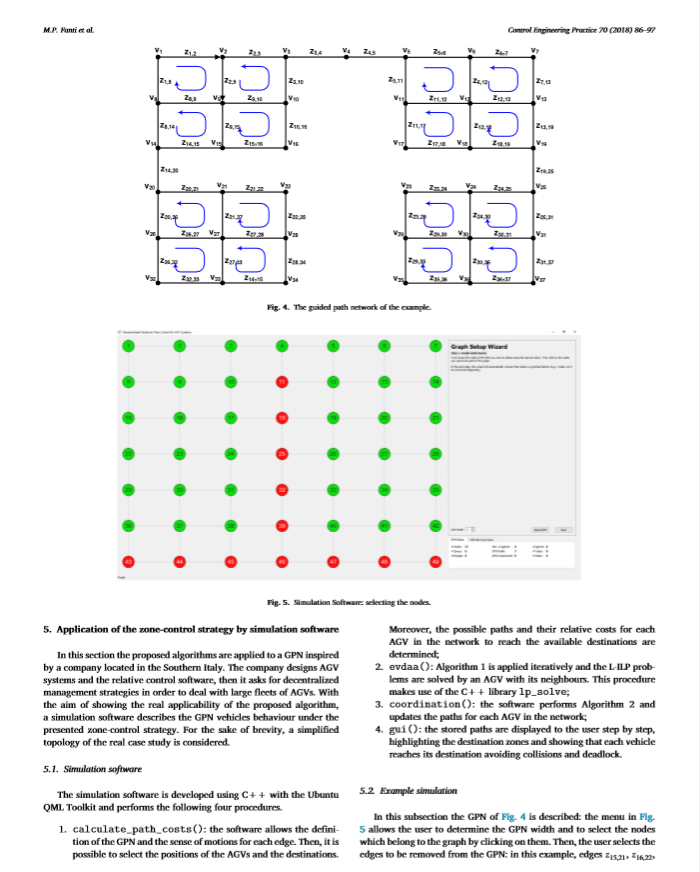 M.P. Fanti et al.
Control Engineering Practice 70 (2018) 86–97
V1 Z1,2 V2 Z2,3 V3 Z3,4 V4 Z4,5 V5 Z5,6 V6 Z6,7 V7
Z1,8 Z2,9 Z3,10 Z5,11 Z6,12 Z7,13
V8 Z8,9 V9 Z9,10 V10 V11 Z11,12 V12 Z12,13 V13
Z8,14 Z9,15 Z10,16 Z11,17 Z12,18 Z13,19
V14 Z14,15 V15 Z15,16 V16 V17 Z17,18 V18 Z18,19 V19
Z14,20 Z19,25
V20 Z20,21 V21 Z21,22 V22 V23 Z23,24 V24 Z24,25 V25
Z20,26 Z21,27 Z22,28 Z23,29 Z24,30 Z25,31
V26 Z26,27 V27 Z27,28 V28 V29 Z29,30 V30 Z30,31 V31
Z26,32 Z27,33 Z28,34 Z29,35 Z30,36 Z31,37
V32 Z32,33 V33 Z14,15 V34 V35 Z35,36 V36 Z36,37 V37
Fig. 4. The guided path network of the example.
Graph Setup Wizard
Fig. 5. Simulation Software: selecting the nodes.
5. Application of the zone-control strategy by simulation software
In this section the proposed algorithms are applied to a GPN inspired
by a company located in the Southern Italy. The company designs AGV
systems and the relative control software, then it asks for decentralized
management strategies in order to deal with large fleets of AGVs. With
the aim of showing the real applicability of the proposed algorithm,
a simulation software describes the GPN vehicles behaviour under the
presented zone-control strategy. For the sake of brevity, a simplified
topology of the real case study is considered.
5.1. Simulation software
The simulation software is developed using C++ with the Ubuntu
QML Toolkit and performs the following four procedures.
1. calculate_path_costs(): the software allows the defini-
tion of the GPN and the sense of motions for each edge. Then, it is
possible to select the positions of the AGVs and the destinations.
Moreover, the possible paths and their relative costs for each
AGV in the network to reach the available destinations are
determined;
2. evdaa(): Algorithm 1 is applied iteratively and the L-ILP prob-
lems are solved by an AGV with its neighbours. This procedure
makes use of the C++ library lp_solve;
3. coordination(): the software performs Algorithm 2 and
updates the paths for each AGV in the network;
4. gui(): the stored paths are displayed to the user step by step,
highlighting the destination zones and showing that each vehicle
reaches its destination avoiding collisions and deadlock.
5.2. Example simulation
In this subsection the GPN of Fig. 4 is described: the menu in Fig.
5 allows the user to determine the GPN width and to select the nodes
which belong to the graph by clicking on them. Then, the user selects the
edges to be removed from the GPN: in this example, edges z15,21, z16,22,